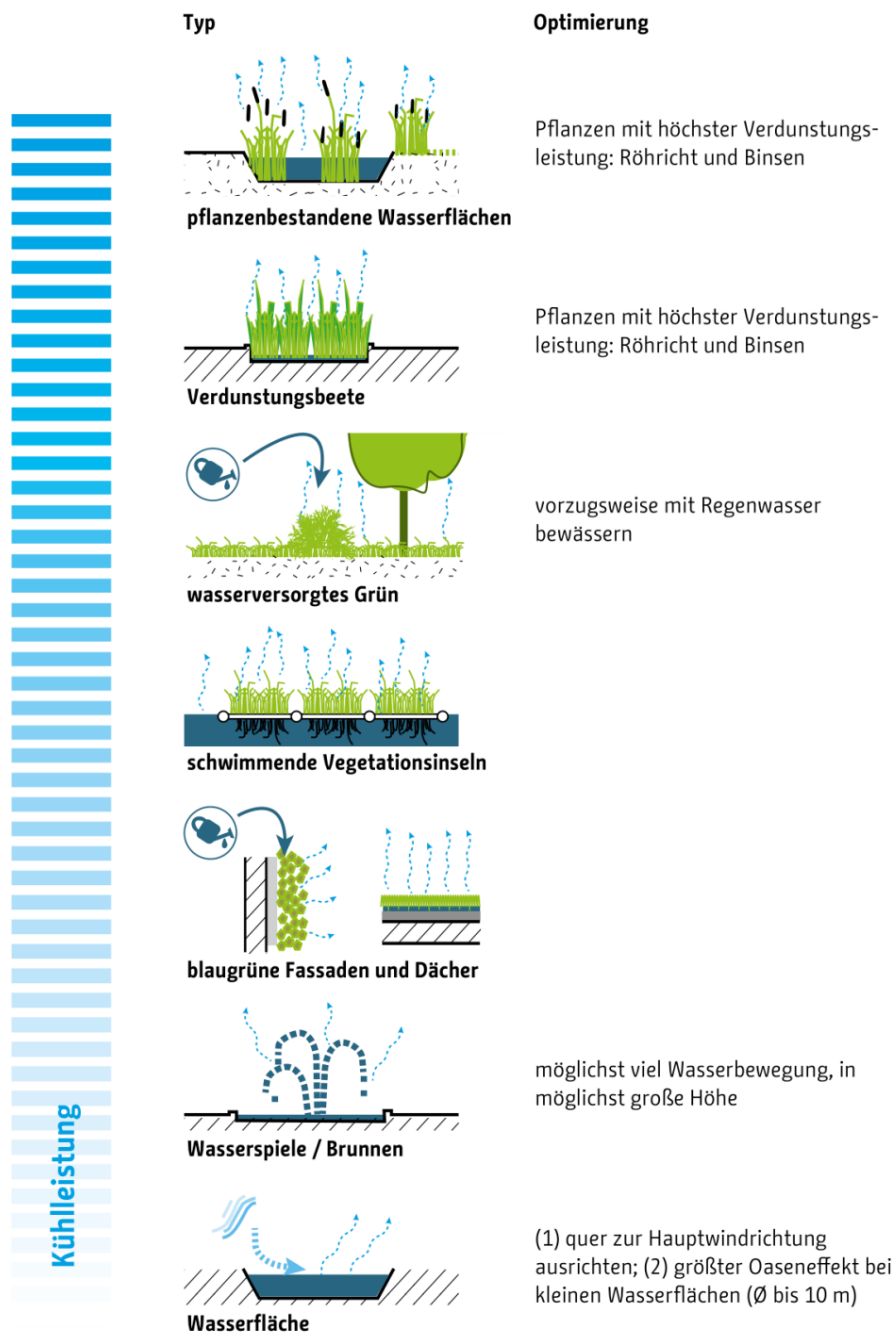 Typ
Optimierung
Pflanzen mit höchster Verdunstungs-
leistung: Röhricht und Binsen
pflanzenbestandene Wasserflächen
Pflanzen mit höchster Verdunstungs-
leistung: Röhricht und Binsen
Verdunstungsbeete
vorzugsweise mit Regenwasser
bewässern
wasserversorgtes Grün
schwimmende Vegetationsinseln
blaugrüne Fassaden und Dächer
möglichst viel Wasserbewegung, in
möglichst große Höhe
Wasserspiele / Brunnen
Kühlleistung
(1) quer zur Hauptwindrichtung
ausrichten; (2) größter Oaseneffekt bei
kleinen Wasserflächen (Ø bis 10 m)
Wasserfläche